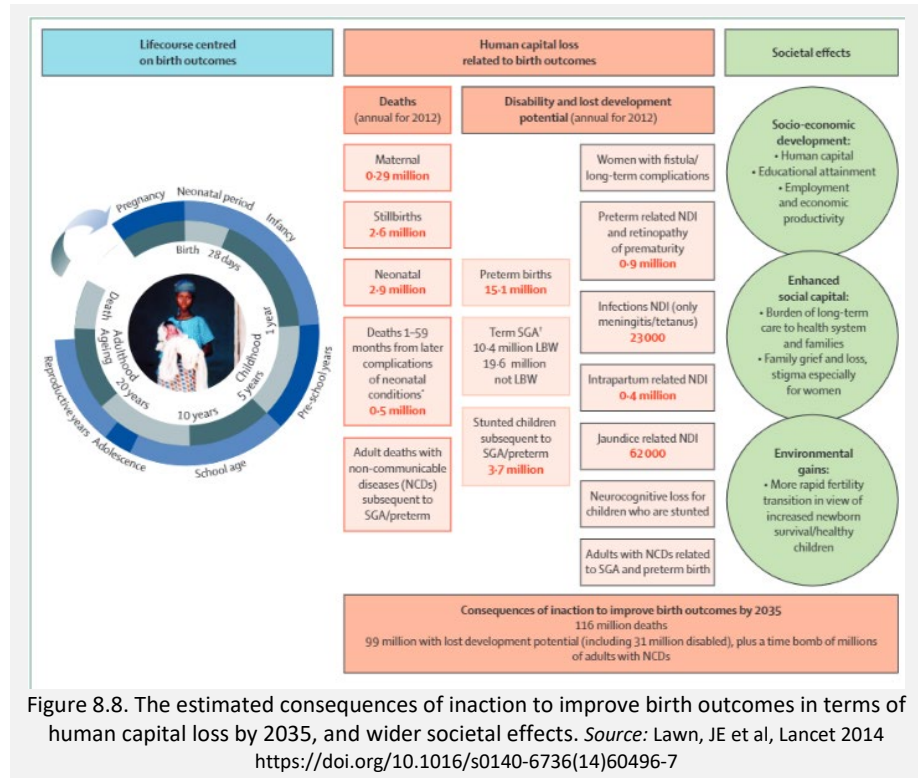 Lifecourse centred
on birth outcomes
Human capital loss
related to birth outcomes
Societal effects
Deaths
(annual for 2012)
Disability and lost development
potential (annual for 2012)
Maternal
0·29 million
Stillbirths
2·6 million
Neonatal
2·9 million
Deaths 1–59
months from later
complications
of neonatal
conditions*
0·5 million
Adult deaths with
non-communicable
diseases (NCDs)
subsequent to
SGA/preterm
Preterm births
15·1 million
Term SGA†
10·4 million LBW
19·6 million
not LBW
Stunted children
subsequent to
SGA/preterm
3·7 million
Women with fistula/
long-term complications
Preterm related NDI
and retinopathy
of prematurity
0·9 million
Infections NDI (only
meningitis/tetanus)
23 000
Intrapartum related NDI
0·4 million
Jaundice related NDI
62 000
Neurocognitive loss for
children who are stunted
Adults with NCDs related
to SGA and preterm birth
Socio-economic
development:
• Human capital
• Educational attainment
• Employment
and economic
productivity
Enhanced
social capital:
• Burden of long-term
care to health system
and families
• Family grief and loss,
stigma especially
for women
Environmental
gains:
• More rapid fertility
transition in view of
increased newborn
survival/healthy
children
Pregnancy
Neonatal period
Infancy
Pre-school years
School age
Adolescence
Reproductive years
Birth
28 days
1 year
Childhood
5 years
10 years
20 years
Adulthood
Ageing
Death
Consequences of inaction to improve birth outcomes by 2035
116 million deaths
99 million with lost development potential (including 31 million disabled), plus a time bomb of millions
of adults with NCDs
Figure 8.8. The estimated consequences of inaction to improve birth outcomes in terms of
human capital loss by 2035, and wider societal effects. Source: Lawn, JE et al, Lancet 2014
https://doi.org/10.1016/s0140-6736(14)60496-7